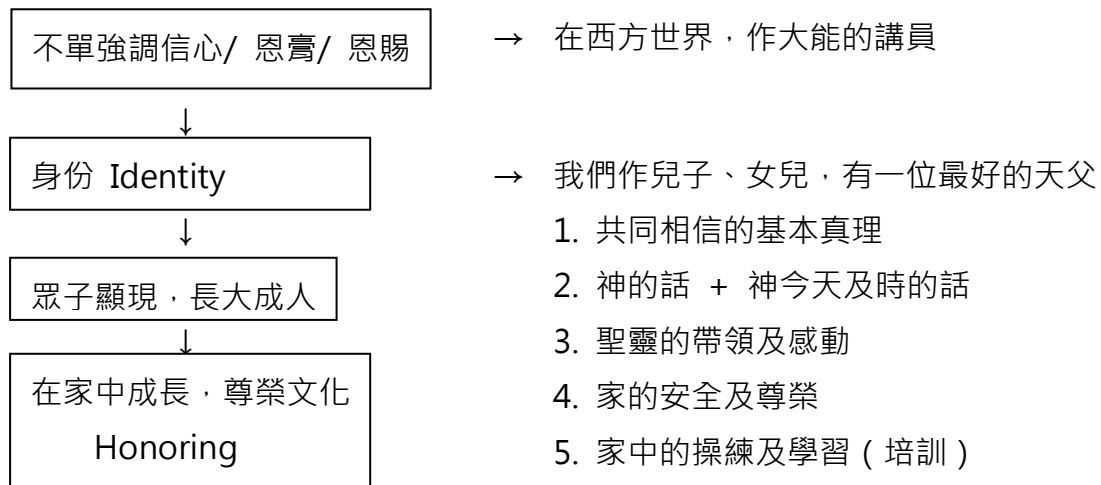 不單強調信心/ 恩膏/ 恩賜 → 在西方世界，作大能的講員
↓
身份 Identity → 我們作兒子、女兒，有一位最好的天父
↓
1. 共同相信的基本真理
眾子顯現，長大成人
2. 神的話 + 神今天及時的話
↓
3. 聖靈的帶領及感動
在家中成長，尊榮文化
4. 家的安全及尊榮
Honoring
5. 家中的操練及學習 ( 培訓 )